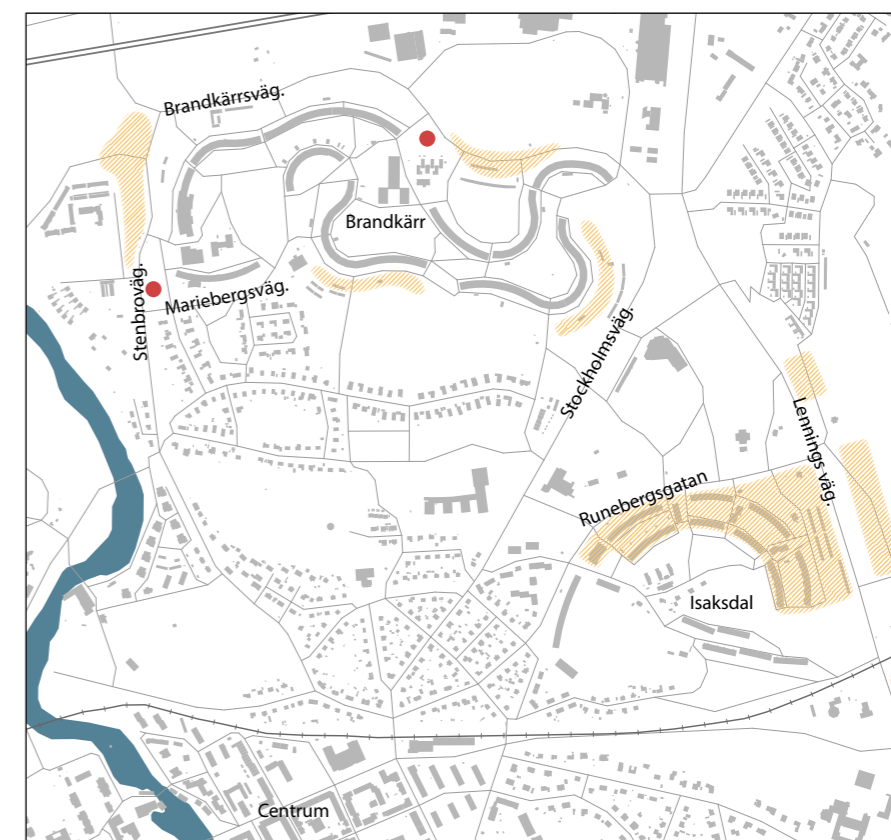 Brandkärrsväg.
Brandkärr
Stenbroväg.
Mariebergsväg.
Stockholmsväg.
Lennings väg.
Runebergsgatan
Isaksdal
Centrum